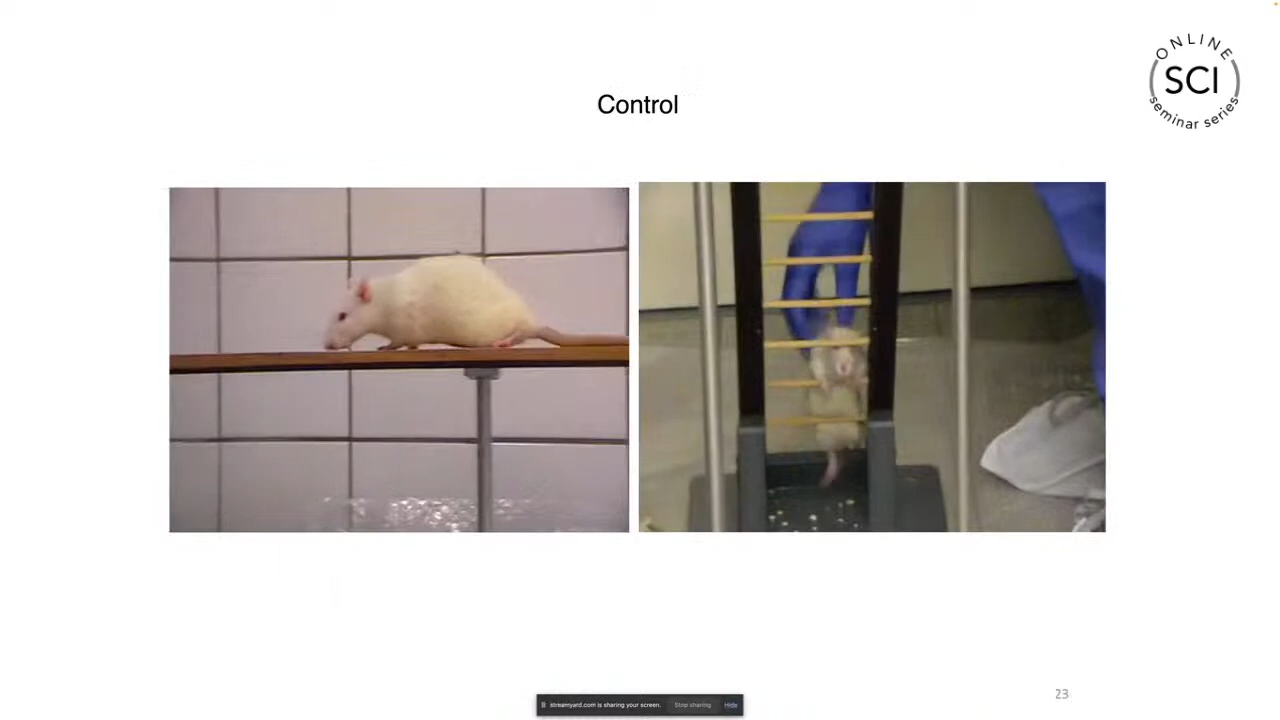 ONLINE
SCI
seminar series
Control
streamyard.com is sharing your screen.
Stop sharing
Hide
23